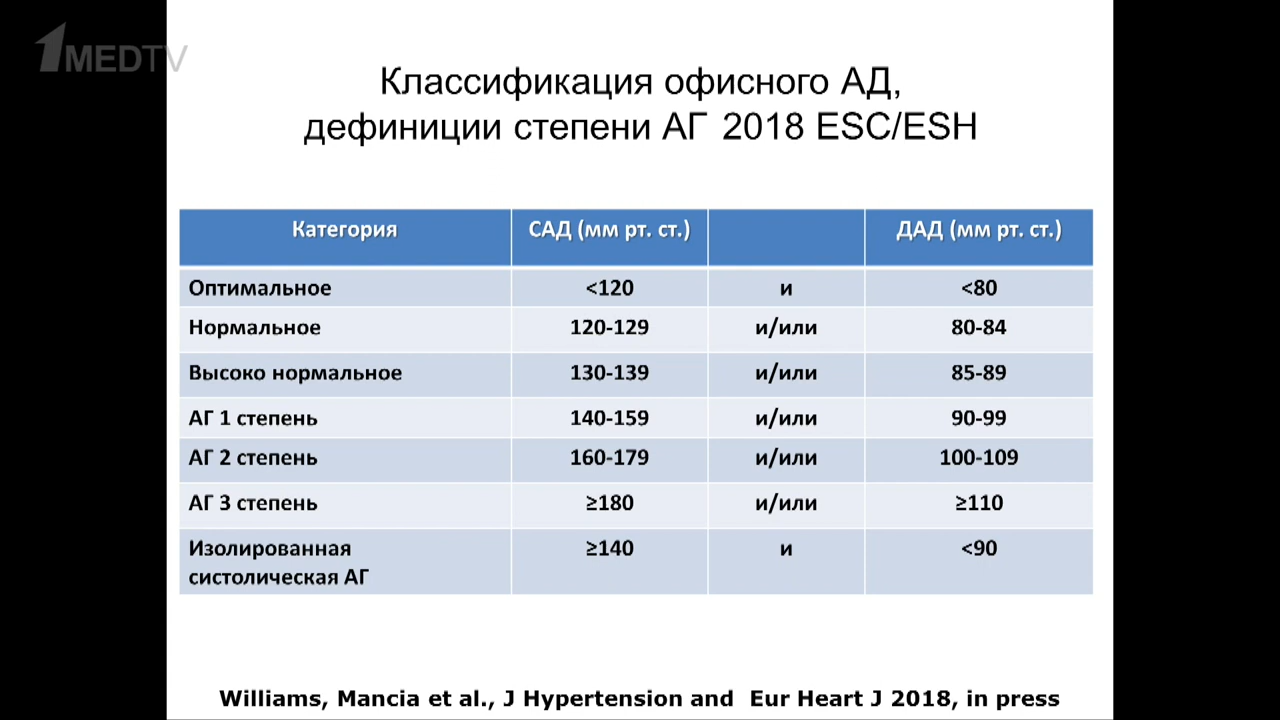 1MEDTV
Классификация офисного АД,
дефиниции степени АГ 2018 ESC/ESH
Категория САД (мм рт. ст.) ДАД (мм рт. ст.)
Оптимальное <120 и <80
Нормальное 120-129 и/или 80-84
Высоко нормальное 130-139 и/или 85-89
АГ 1 степень 140-159 и/или 90-99
АГ 2 степень 160-179 и/или 100-109
АГ 3 степень ≥180 и/или ≥110
Изолированная ≥140 и <90
систолическая АГ
Williams, Mancia et al., J Hypertension and Eur Heart J 2018, in press